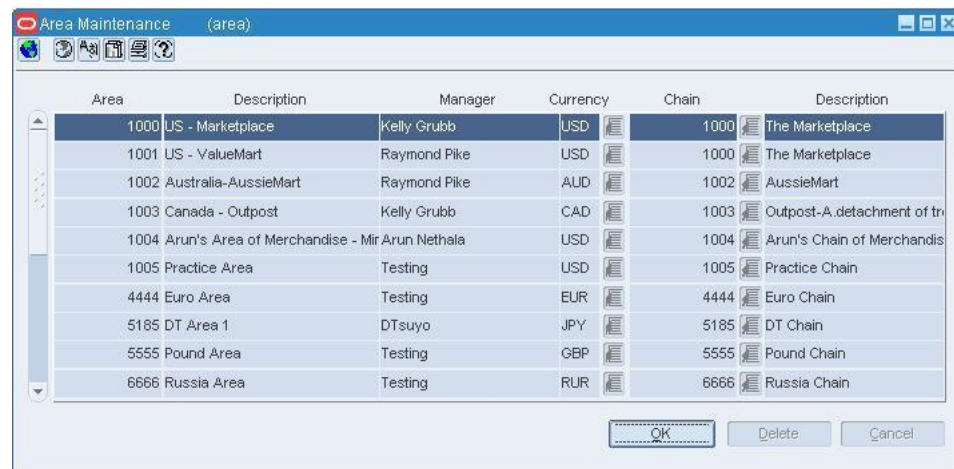 Area Maintenance (area)
Area Description Manager Currency Chain Description
1000 US - Marketplace Kelly Grubb USD 1000 The Marketplace
1001 US - ValueMart Raymond Pike USD 1000 The Marketplace
1002 Australia-AussieMart Raymond Pike AUD 1002 AussieMart
1003 Canada - Outpost Kelly Grubb CAD 1003 Outpost-A.detachment of tr
1004 Arun's Area of Merchandise - Mir Arun Nethala USD 1004 Arun's Chain of Merchandis
1005 Practice Area Testing USD 1005 Practice Chain
4444 Euro Area Testing EUR 4444 Euro Chain
5185 DT Area 1 DTsuyo JPY 5185 DT Chain
5555 Pound Area Testing GBP 5555 Pound Chain
6666 Russia Area Testing RUR 6666 Russia Chain
OK Delete Cancel